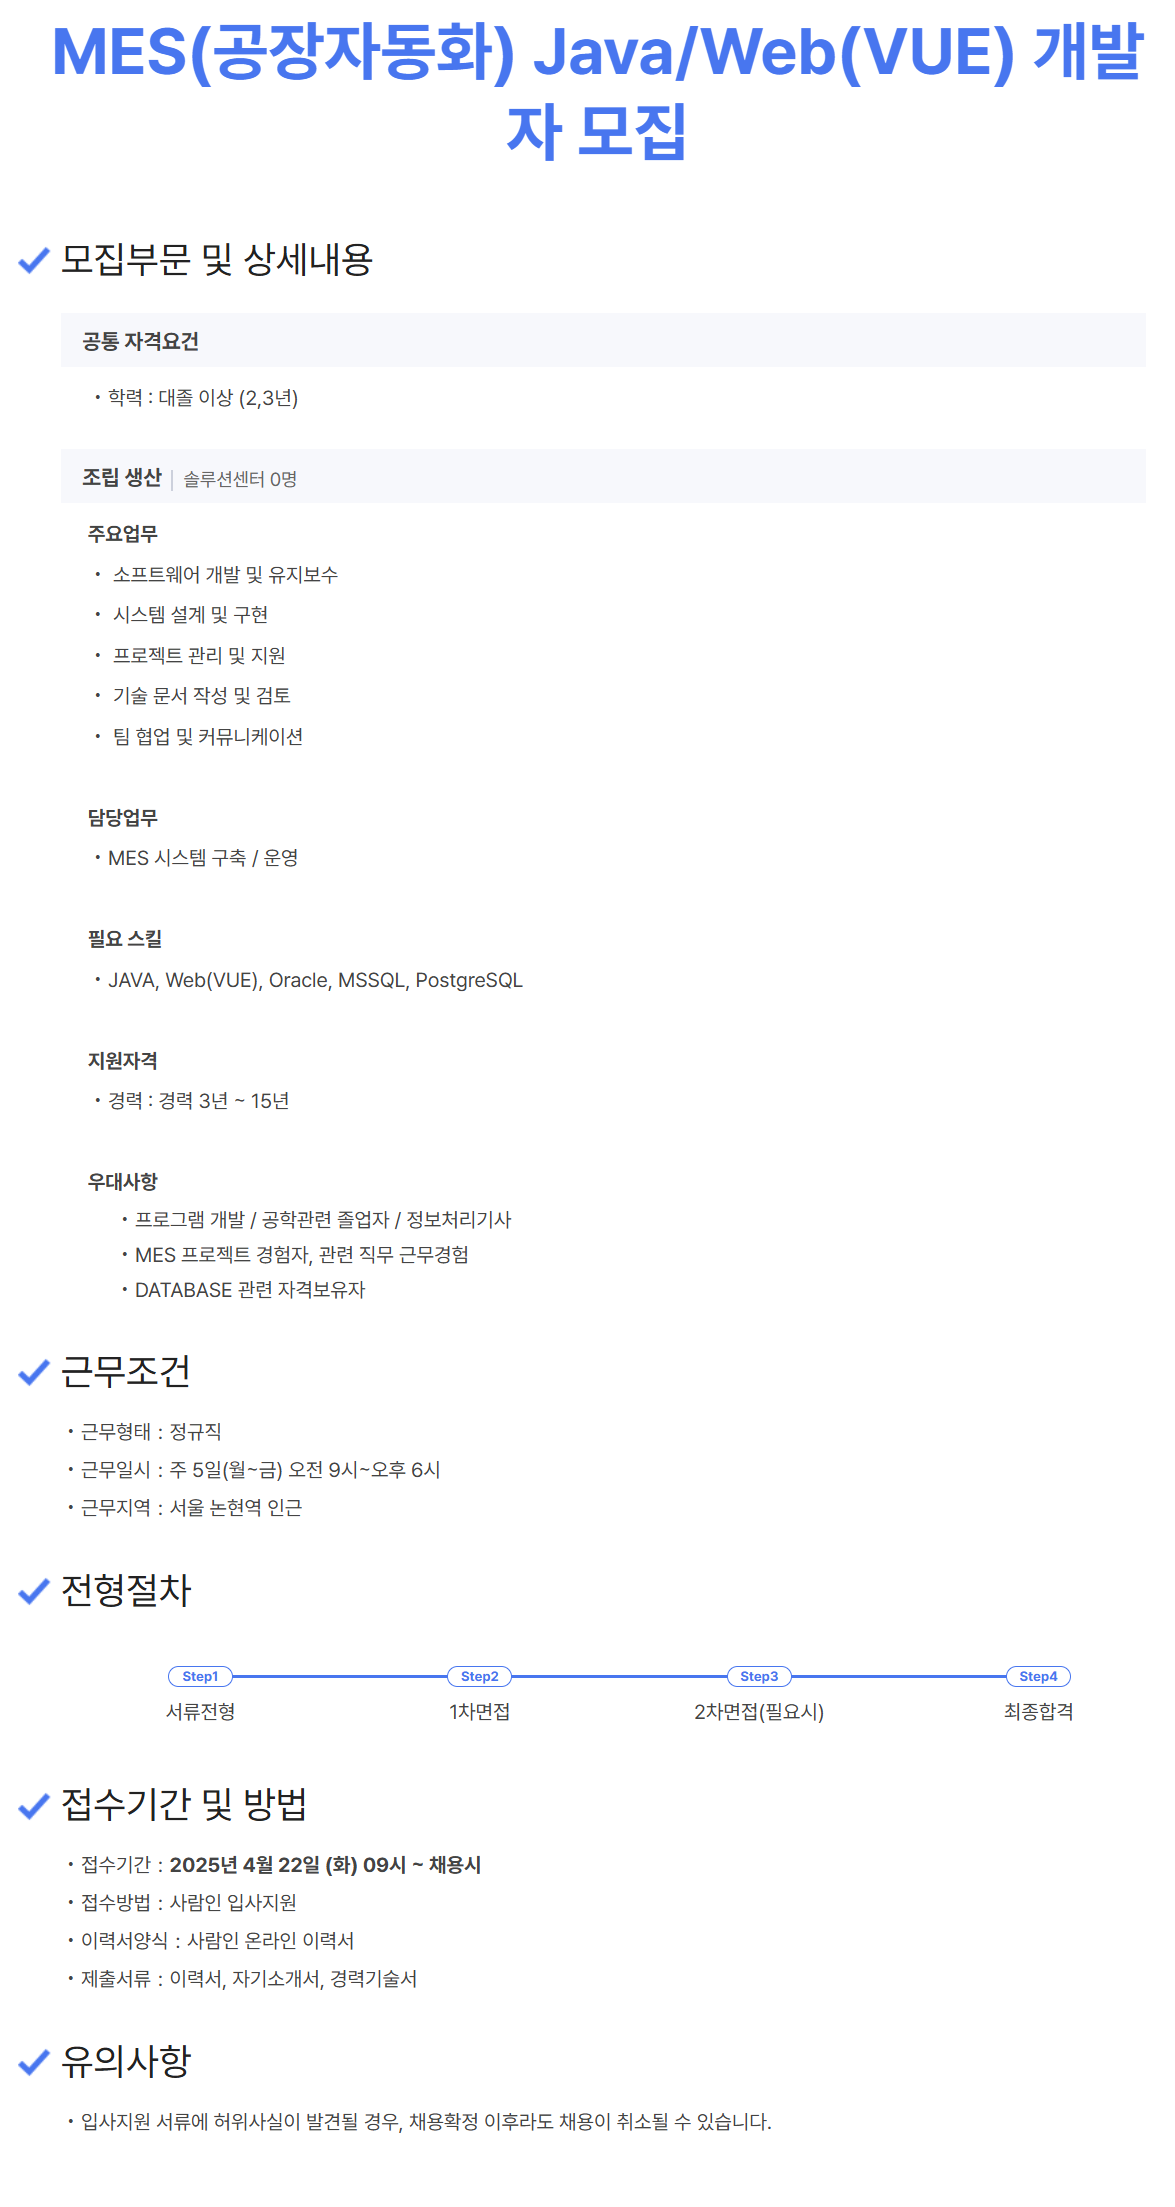 MES(공장자동화) Java/Web(VUE) 개발
자 모집
모집부문 및 상세내용
공통 자격요건
• 학력 : 대졸 이상 (2,3년)
조립 생산 | 솔루션센터 0명
주요업무
• 소프트웨어 개발 및 유지보수
• 시스템 설계 및 구현
• 프로젝트 관리 및 지원
• 기술 문서 작성 및 검토
• 팀 협업 및 커뮤니케이션
담당업무
• MES 시스템 구축 / 운영
필요 스킬
• JAVA, Web(VUE), Oracle, MSSQL, PostgreSQL
지원자격
• 경력 : 경력 3년 ~ 15년
우대사항
• 프로그램 개발 / 공학관련 졸업자 / 정보처리기사
• MES 프로젝트 경험자, 관련 직무 근무경험
• DATABASE 관련 자격보유자
근무조건
• 근무형태 : 정규직
• 근무일시 : 주 5일(월~금) 오전 9시~오후 6시
• 근무지역 : 서울 논현역 인근
전형절차
Step1 Step2 Step3 Step4
서류전형 1차면접 2차면접(필요시) 최종합격
접수기간 및 방법
• 접수기간 : 2025년 4월 22일 (화) 09시 ~ 채용시
• 접수방법 : 사람인 입사지원
• 이력서양식 : 사람인 온라인 이력서
• 제출서류 : 이력서, 자기소개서, 경력기술서
유의사항
• 입사지원 서류에 허위사실이 발견될 경우, 채용확정 이후라도 채용이 취소될 수 있습니다.